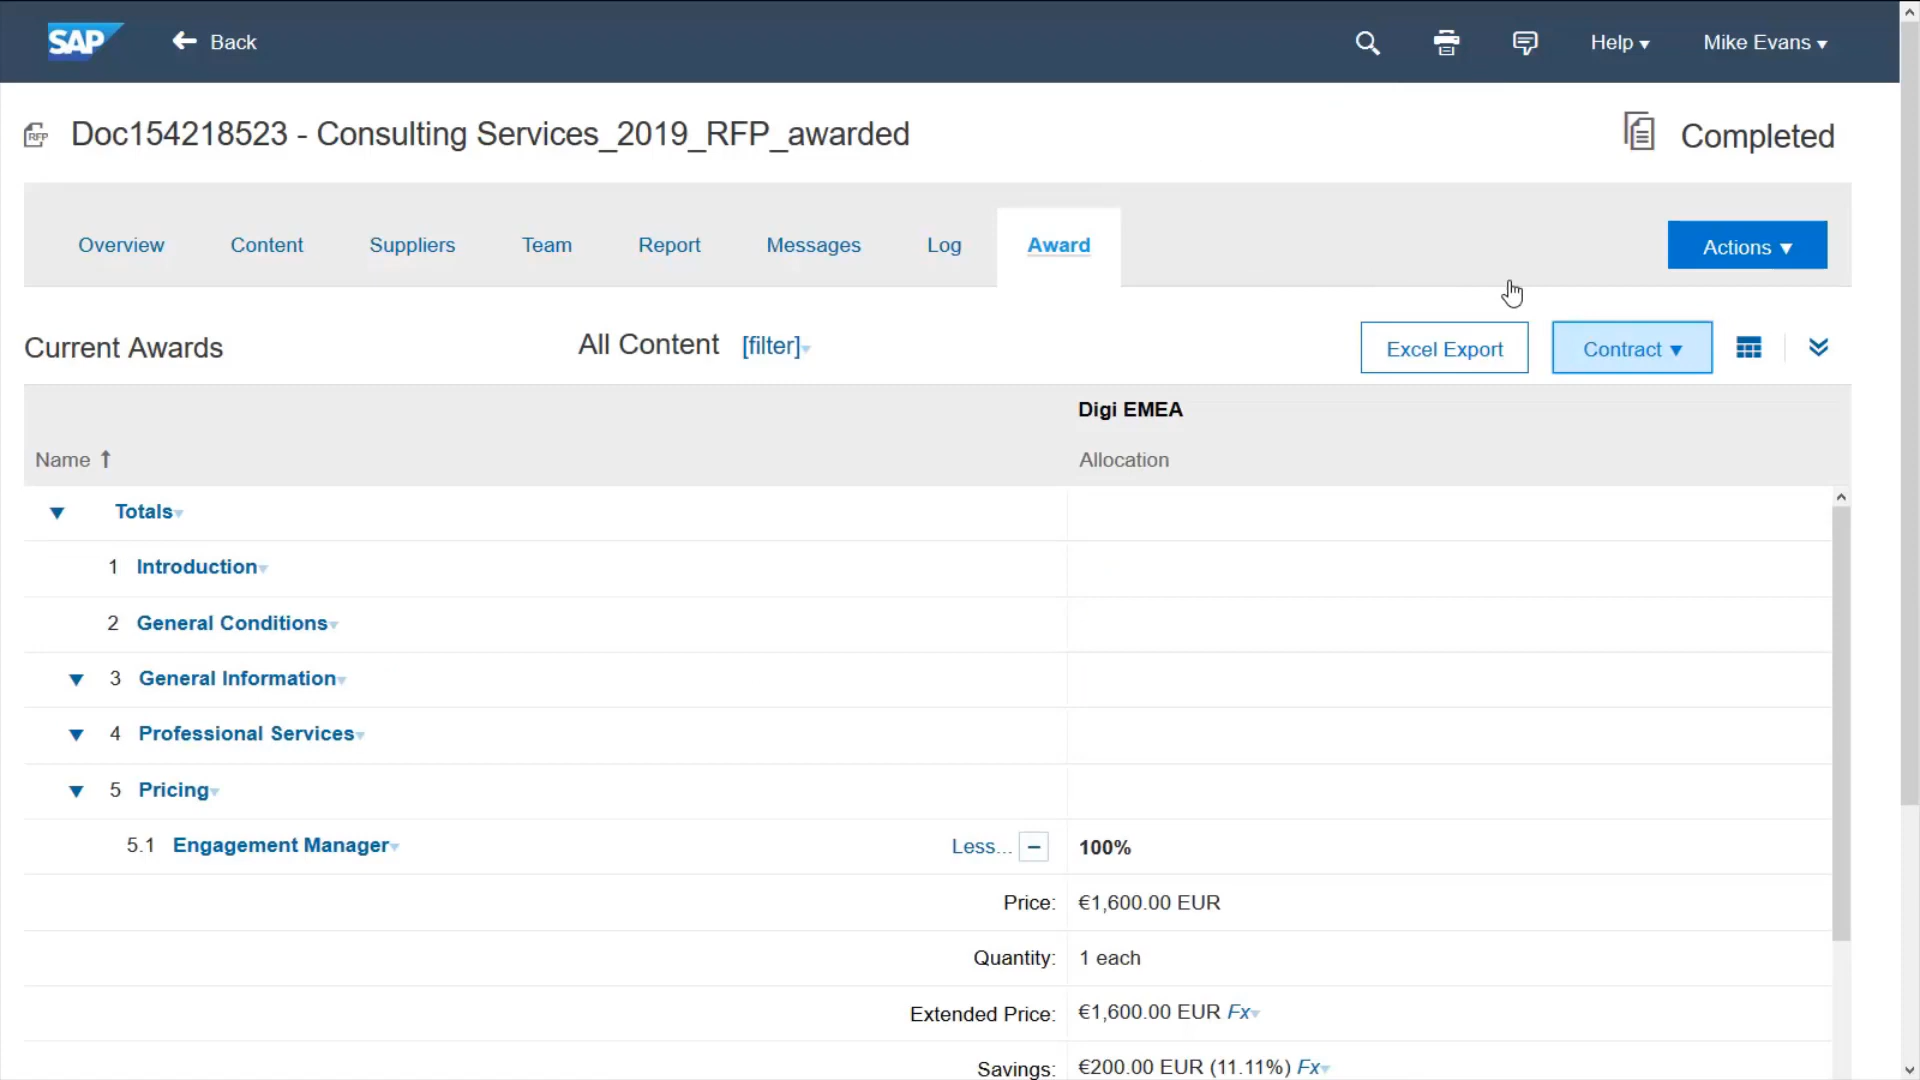 SAP Back Help Mike Evans
RFP Doc154218523 - Consulting Services_2019_RFP_awarded Completed
Overview Content Suppliers Team Report Messages Log Award Actions
Current Awards All Content [filter] Excel Export Contract
Digi EMEA
Name Allocation
Totals
1 Introduction
2 General Conditions
3 General Information
4 Professional Services
5 Pricing
5.1 Engagement Manager Less... 100%
Price: €1,600.00 EUR
Quantity: 1 each
Extended Price: €1,600.00 EUR Fx
Savings: €200.00 EUR (11.11%) Fx